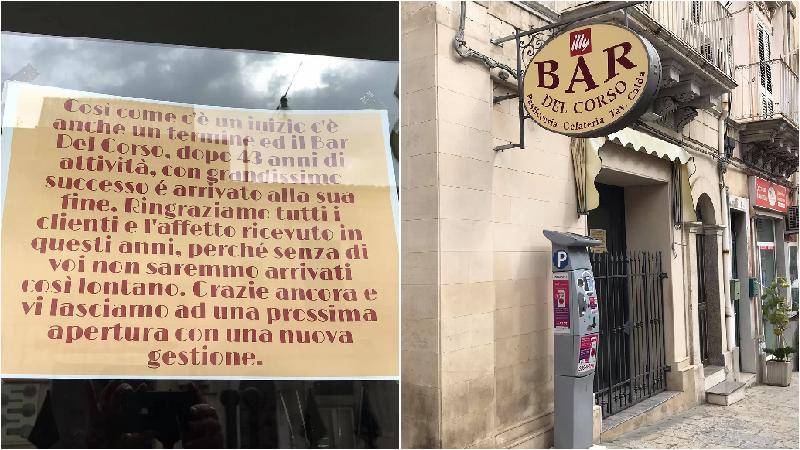 Così come c'è un inizio c'è
anche un termine ed il Bar
Del Corso, dopo 43 anni di
attività, con grandissimo
successo é arrivato alla sua
fine. Ringraziamo tutti i
clienti e l'affetto ricevuto in
questi anni, perché senza di
voi non saremmo arrivati
così lontano. Grazie ancora e
vi lasciamo ad una prossima
apertura con una nuova
gestione.
illy
BAR
DEL CORSO
Pasticceria Gelateria Tav. Calda
P